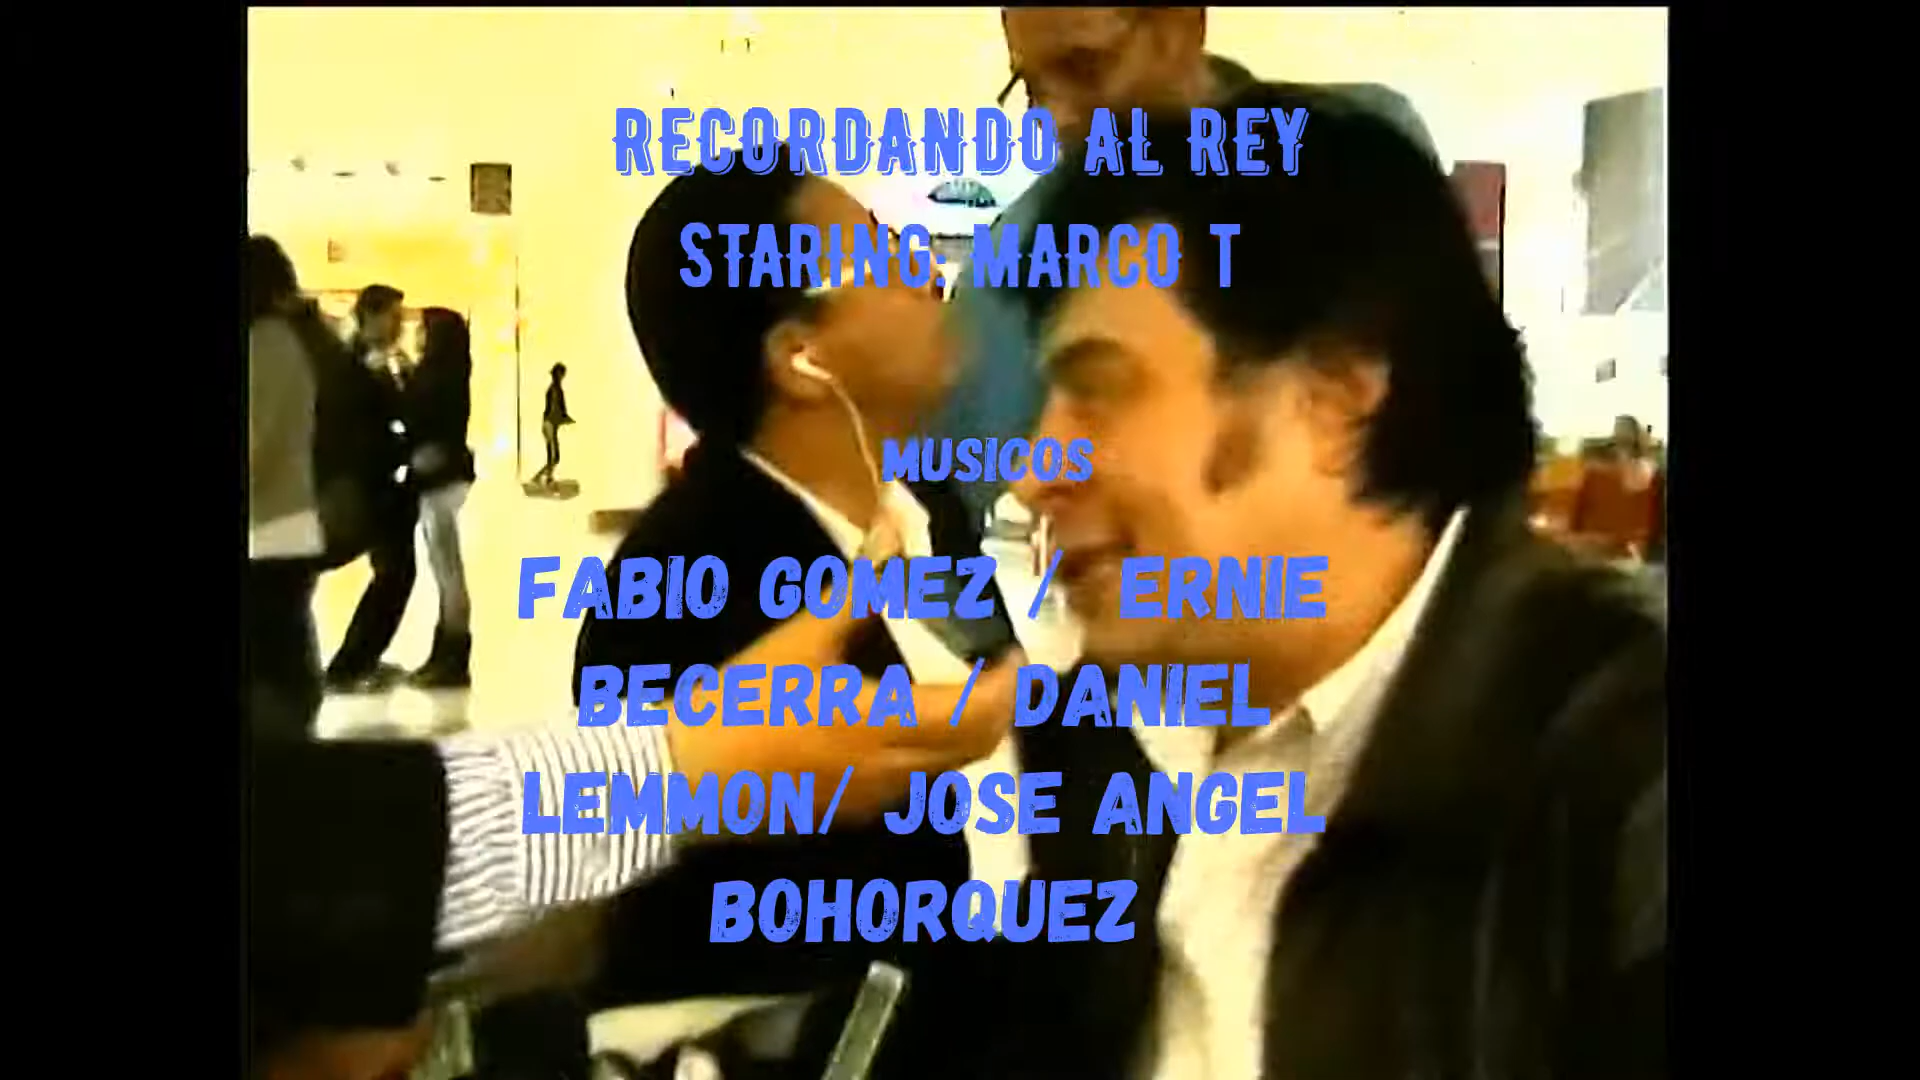 RECORDANDO AL REY
STARING: MARCO T
MUSICOS
FABIO GOMEZ / ERNIE
BECERRA / DANIEL
LEMMON/ JOSE ANGEL
BOHORQUEZ